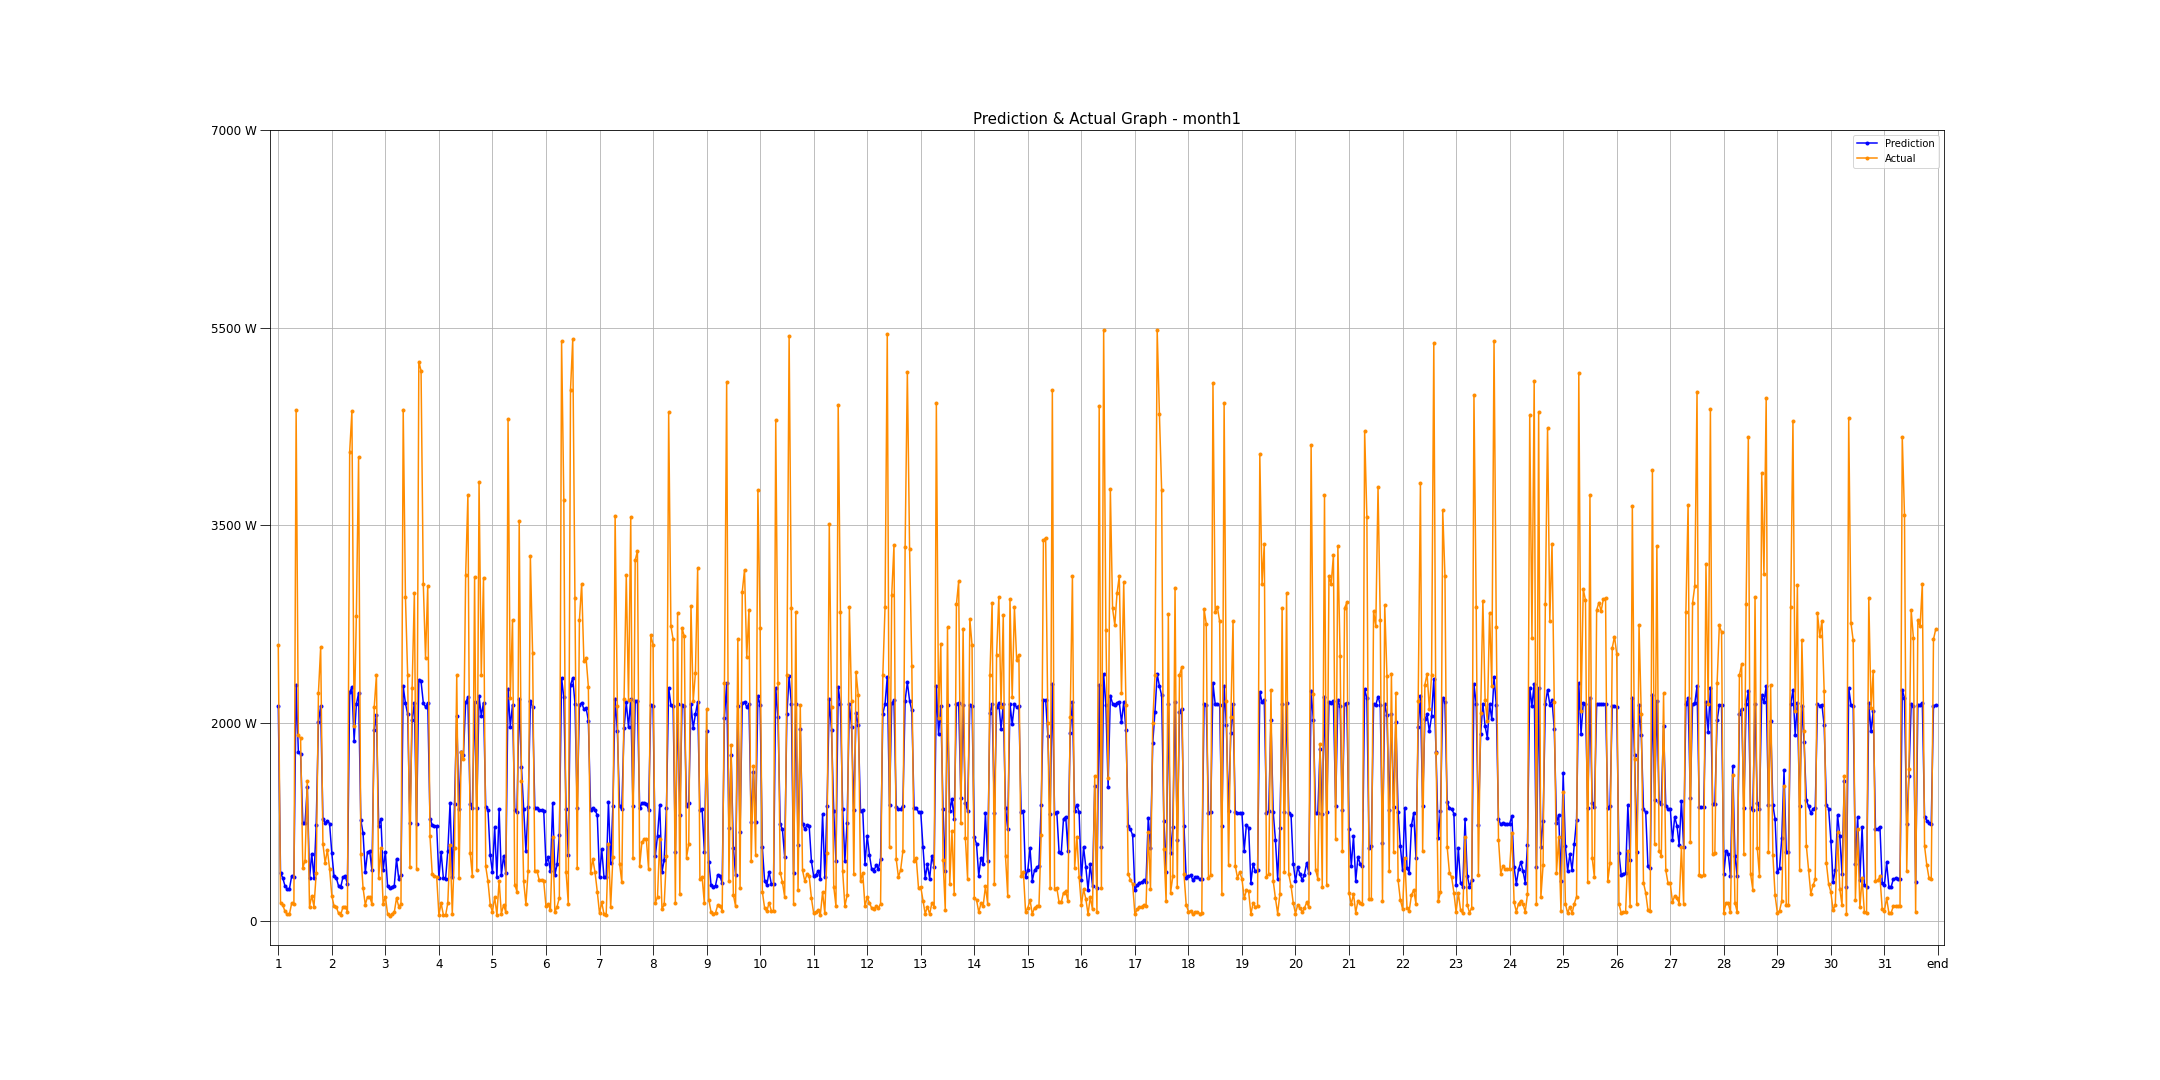 Prediction & Actual Graph - month1
7000 W
5500 W
3500 W
2000 W
0
Prediction
Actual
1 2 3 4 5 6 7 8 9 10 11 12 13 14 15 16 17 18 19 20 21 22 23 24 25 26 27 28 29 30 31 end